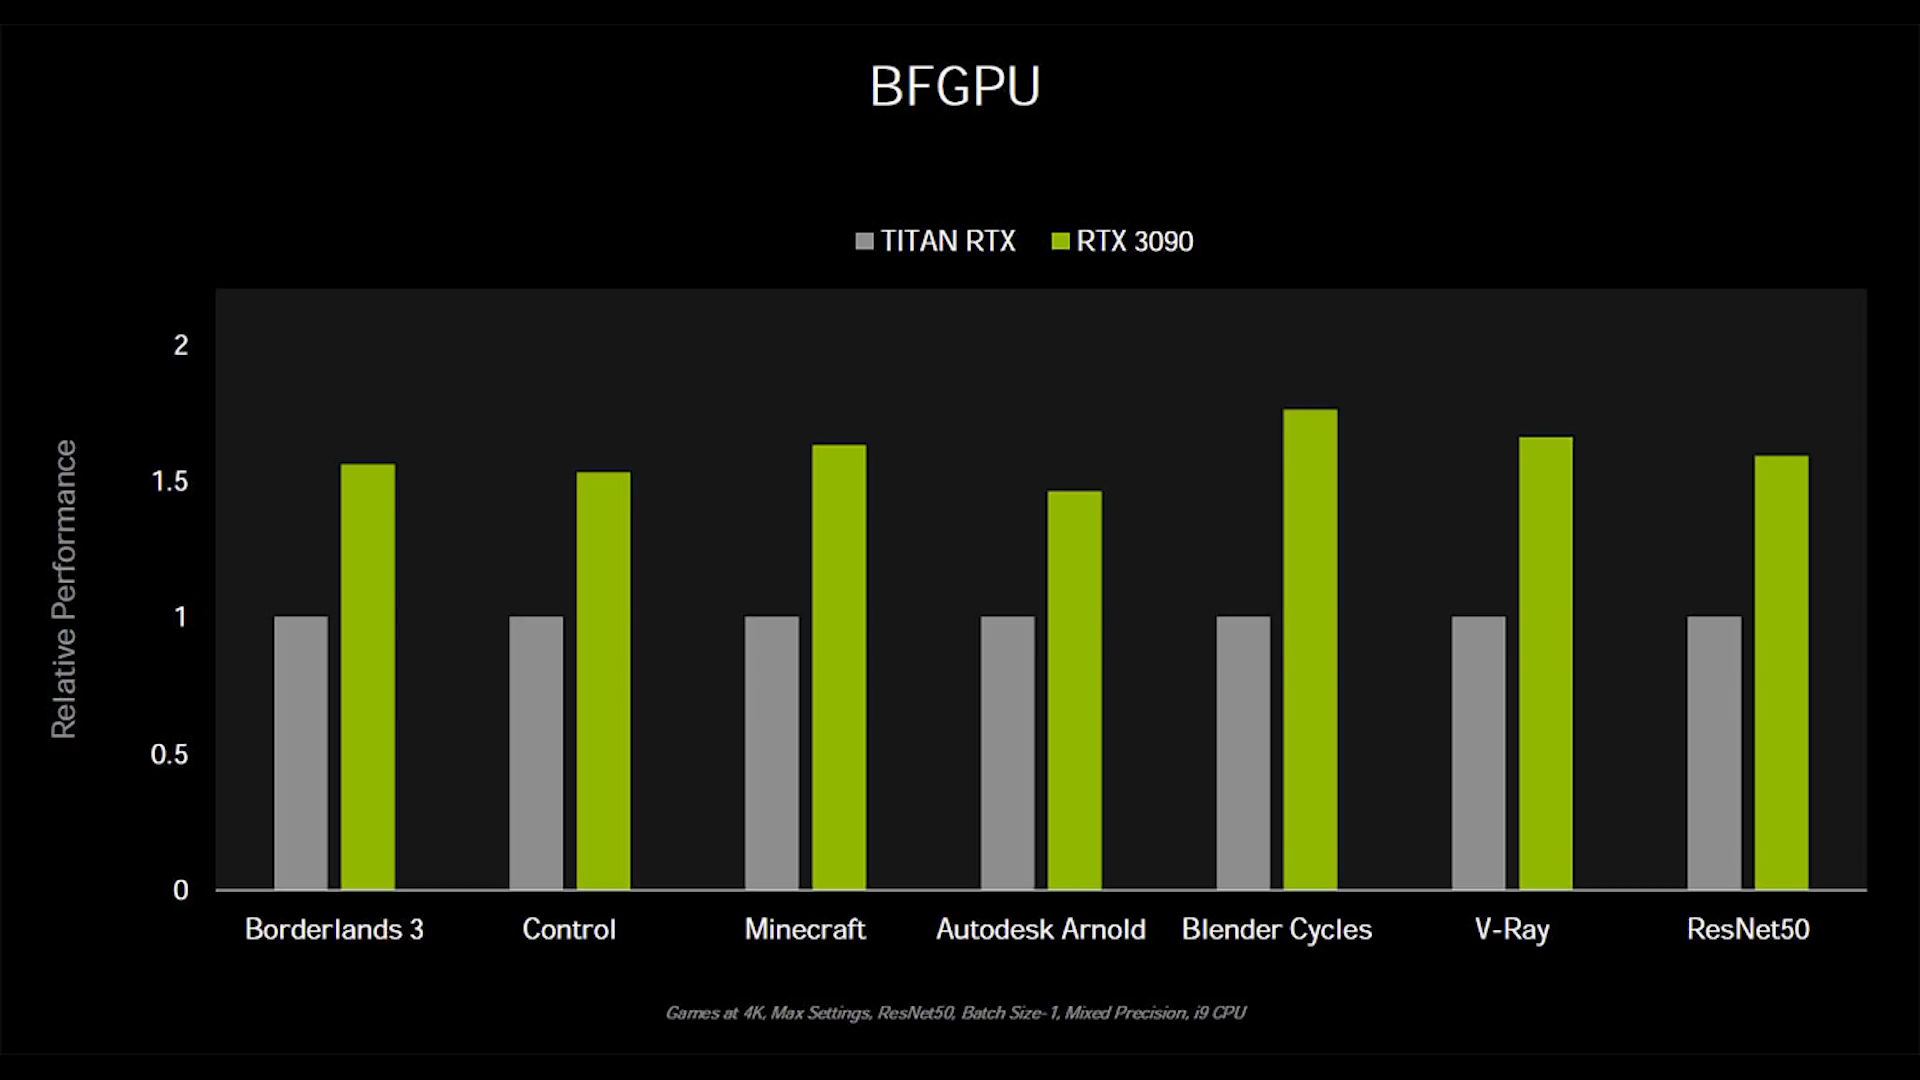 BFGPU
TITAN RTX RTX 3090
2
1.5
1
0.5
0
Relative Performance
Borderlands 3 Control Minecraft Autodesk Arnold Blender Cycles V-Ray ResNet50
Games at 4K, Max Settings, ResNet50, Batch Size-1, Mixed Precision, i9 CPU